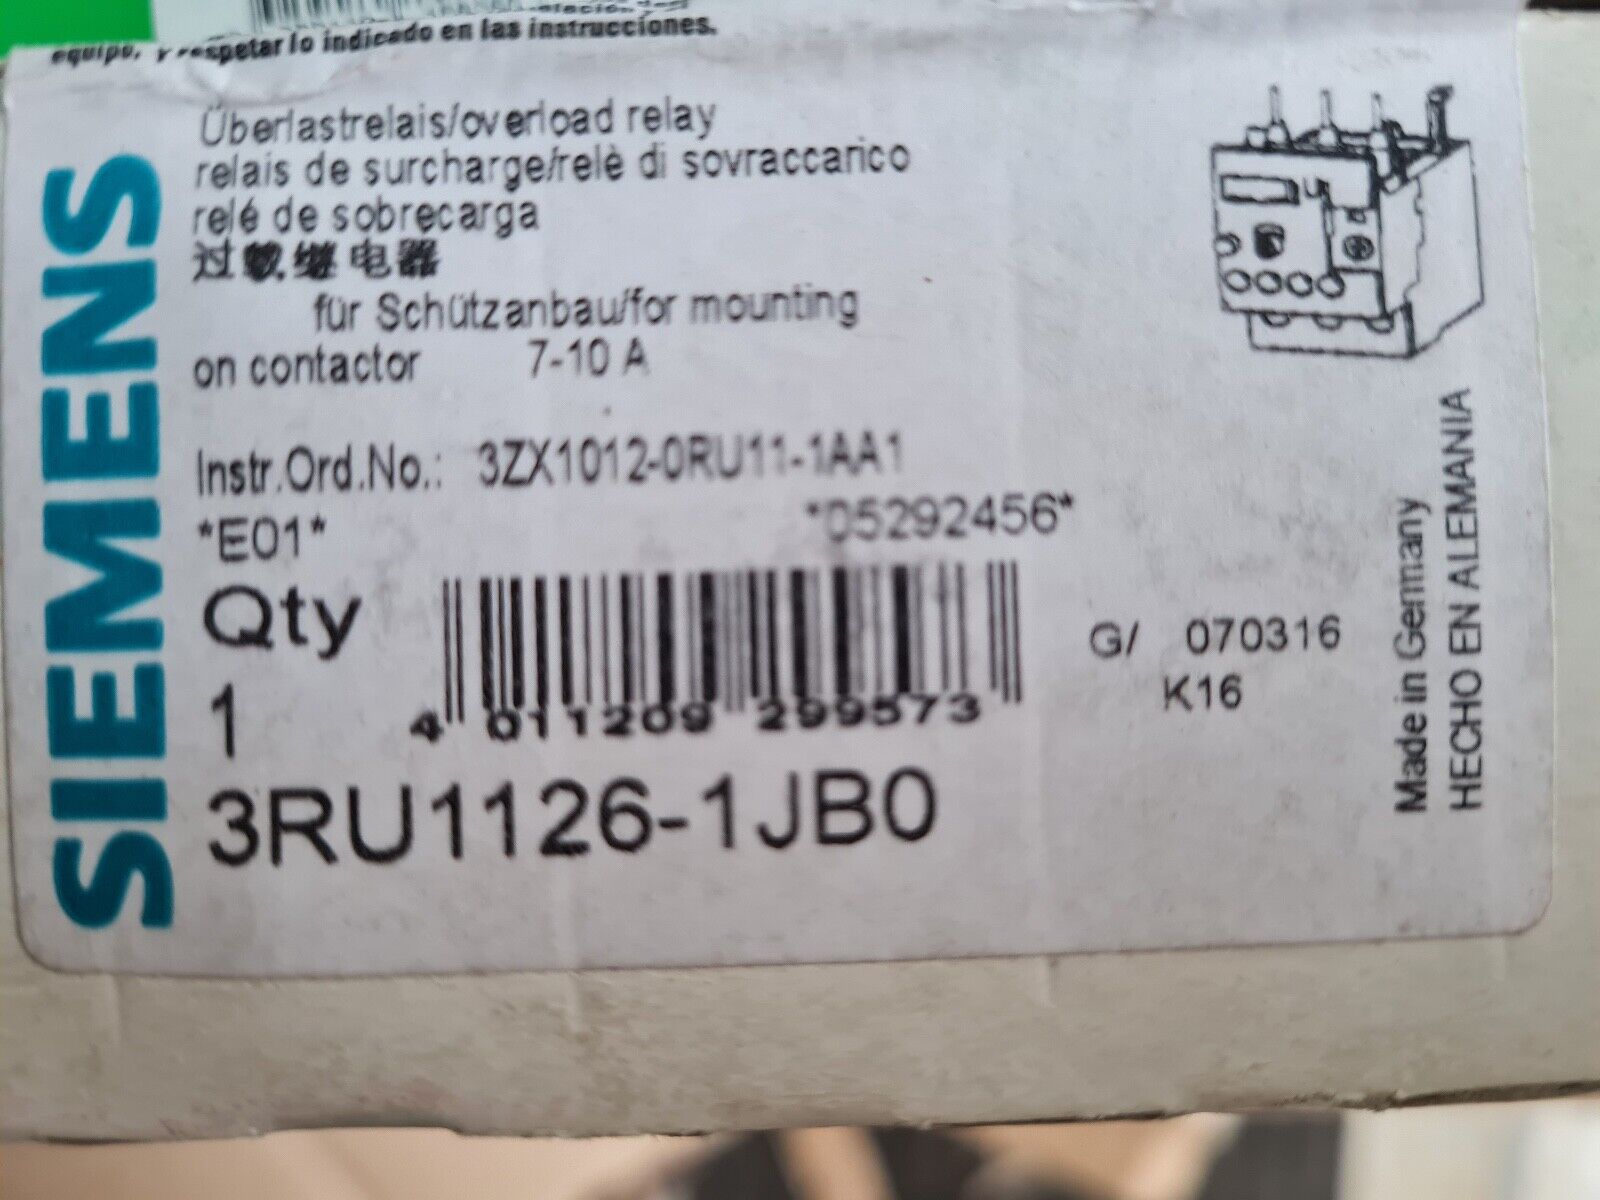 equipo, y respetar lo indicado en las instrucciones.
SIEMENS
Überlastrelais/overload relay
relais de surcharge/relè di sovraccarico
relé de sobrecarga
过载继电器
für Schützanbau/for mounting
on contactor 7-10 A
Instr.Ord.No.: 3ZX1012-0RU11-1AA1
*E01* *05292456*
Qty
1
4 011209 299573
G/ 070316
K16
3RU1126-1JB0
Made in Germany
HECHO EN ALEMANIA